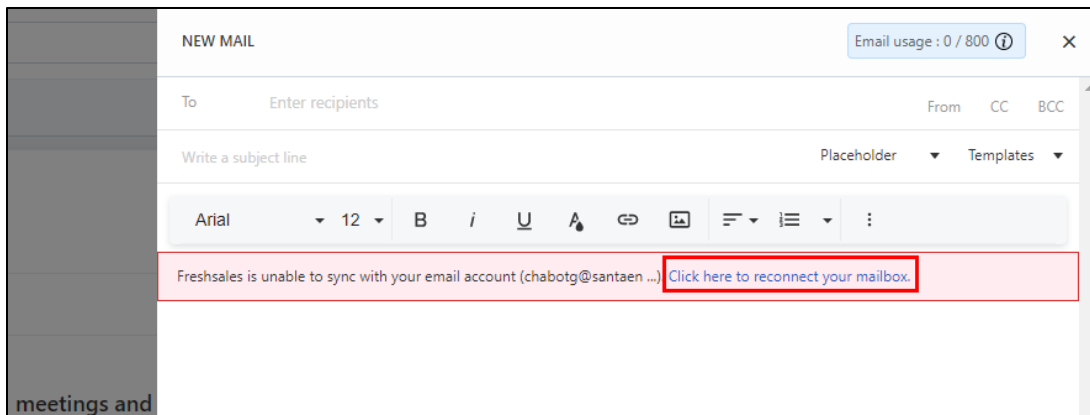 NEW MAIL
Email usage : 0 / 800
To Enter recipients From CC BCC
Write a subject line Placeholder Templates
Arial 12 B i U A
Freshsales is unable to sync with your email account (chabotg@santaen ...). Click here to reconnect your mailbox.
meetings and